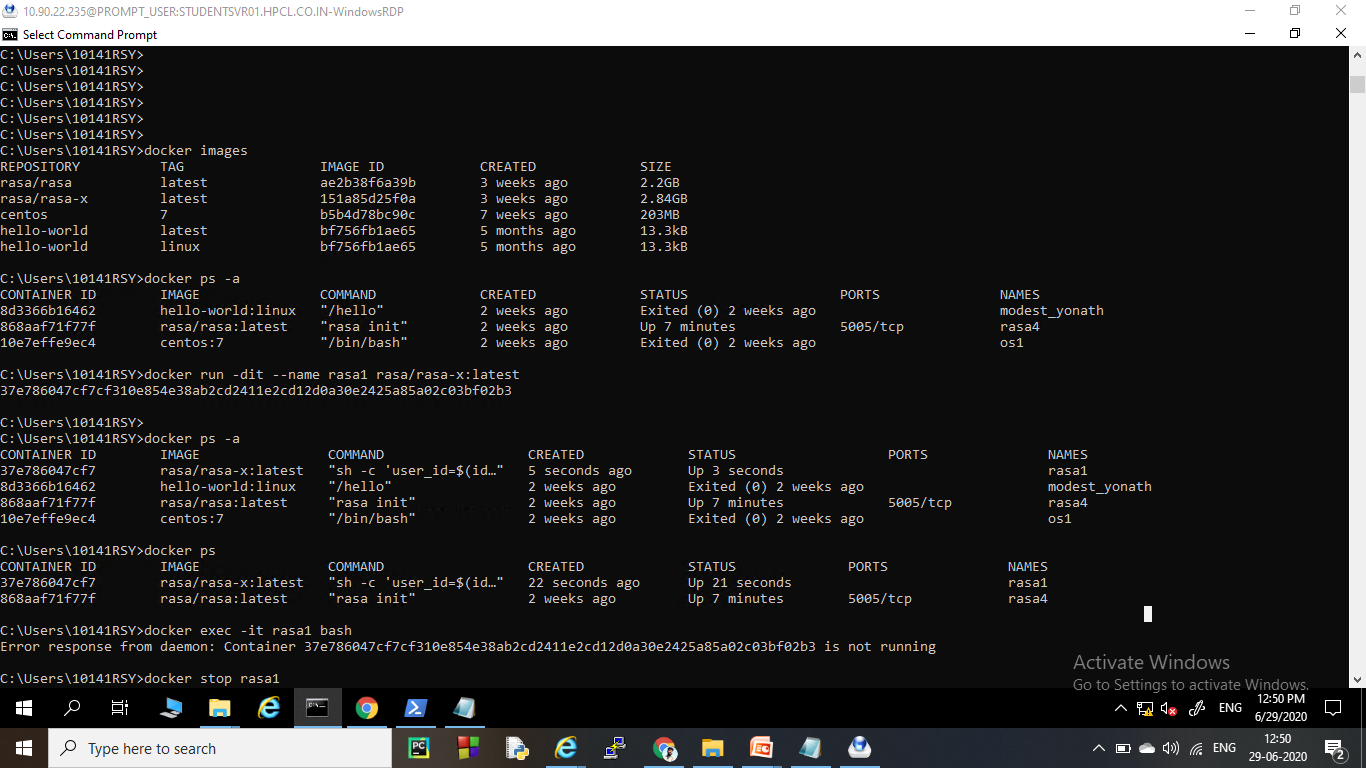 10.90.22.235@PROMPT_USER:STUDENTSVR01.HPCL.CO.IN-WindowsRDP
Select Command Prompt
C:\Users\10141RSY>
C:\Users\10141RSY>
C:\Users\10141RSY>
C:\Users\10141RSY>
C:\Users\10141RSY>
C:\Users\10141RSY>
C:\Users\10141RSY>docker images
REPOSITORY TAG IMAGE ID CREATED SIZE
rasa/rasa latest ae2b38f6a39b 3 weeks ago 2.2GB
rasa/rasa-x latest 151a85d25f0a 3 weeks ago 2.84GB
centos 7 b5b4d78bc90c 7 weeks ago 203MB
hello-world latest bf756fb1ae65 5 months ago 13.3kB
hello-world linux bf756fb1ae65 5 months ago 13.3kB
C:\Users\10141RSY>docker ps -a
CONTAINER ID IMAGE COMMAND CREATED STATUS PORTS NAMES
8d3366b16462 hello-world:linux "/hello" 2 weeks ago Exited (0) 2 weeks ago modest_yonath
868aaf71f77f rasa/rasa:latest "rasa init" 2 weeks ago Up 7 minutes 5005/tcp rasa4
10e7effe9ec4 centos:7 "/bin/bash" 2 weeks ago Exited (0) 2 weeks ago os1
C:\Users\10141RSY>docker run -dit --name rasa1 rasa/rasa-x:latest
37e786047cf7cf310e854e38ab2cd2411e2cd12d0a30e2425a85a02c03bf02b3
C:\Users\10141RSY>
C:\Users\10141RSY>docker ps -a
CONTAINER ID IMAGE COMMAND CREATED STATUS PORTS NAMES
37e786047cf7 rasa/rasa-x:latest "sh -c 'user_id=$(id…" 5 seconds ago Up 3 seconds rasa1
8d3366b16462 hello-world:linux "/hello" 2 weeks ago Exited (0) 2 weeks ago modest_yonath
868aaf71f77f rasa/rasa:latest "rasa init" 2 weeks ago Up 7 minutes 5005/tcp rasa4
10e7effe9ec4 centos:7 "/bin/bash" 2 weeks ago Exited (0) 2 weeks ago os1
C:\Users\10141RSY>docker ps
CONTAINER ID IMAGE COMMAND CREATED STATUS PORTS NAMES
37e786047cf7 rasa/rasa-x:latest "sh -c 'user_id=$(id…" 22 seconds ago Up 21 seconds rasa1
868aaf71f77f rasa/rasa:latest "rasa init" 2 weeks ago Up 7 minutes 5005/tcp rasa4
C:\Users\10141RSY>docker exec -it rasa1 bash
Error response from daemon: Container 37e786047cf7cf310e854e38ab2cd2411e2cd12d0a30e2425a85a02c03bf02b3 is not running
C:\Users\10141RSY>docker stop rasa1
Activate Windows
Go to Settings to activate Windows.
ENG 12:50 PM
6/29/2020
Type here to search
PC
ENG 12:50
29-06-2020
2